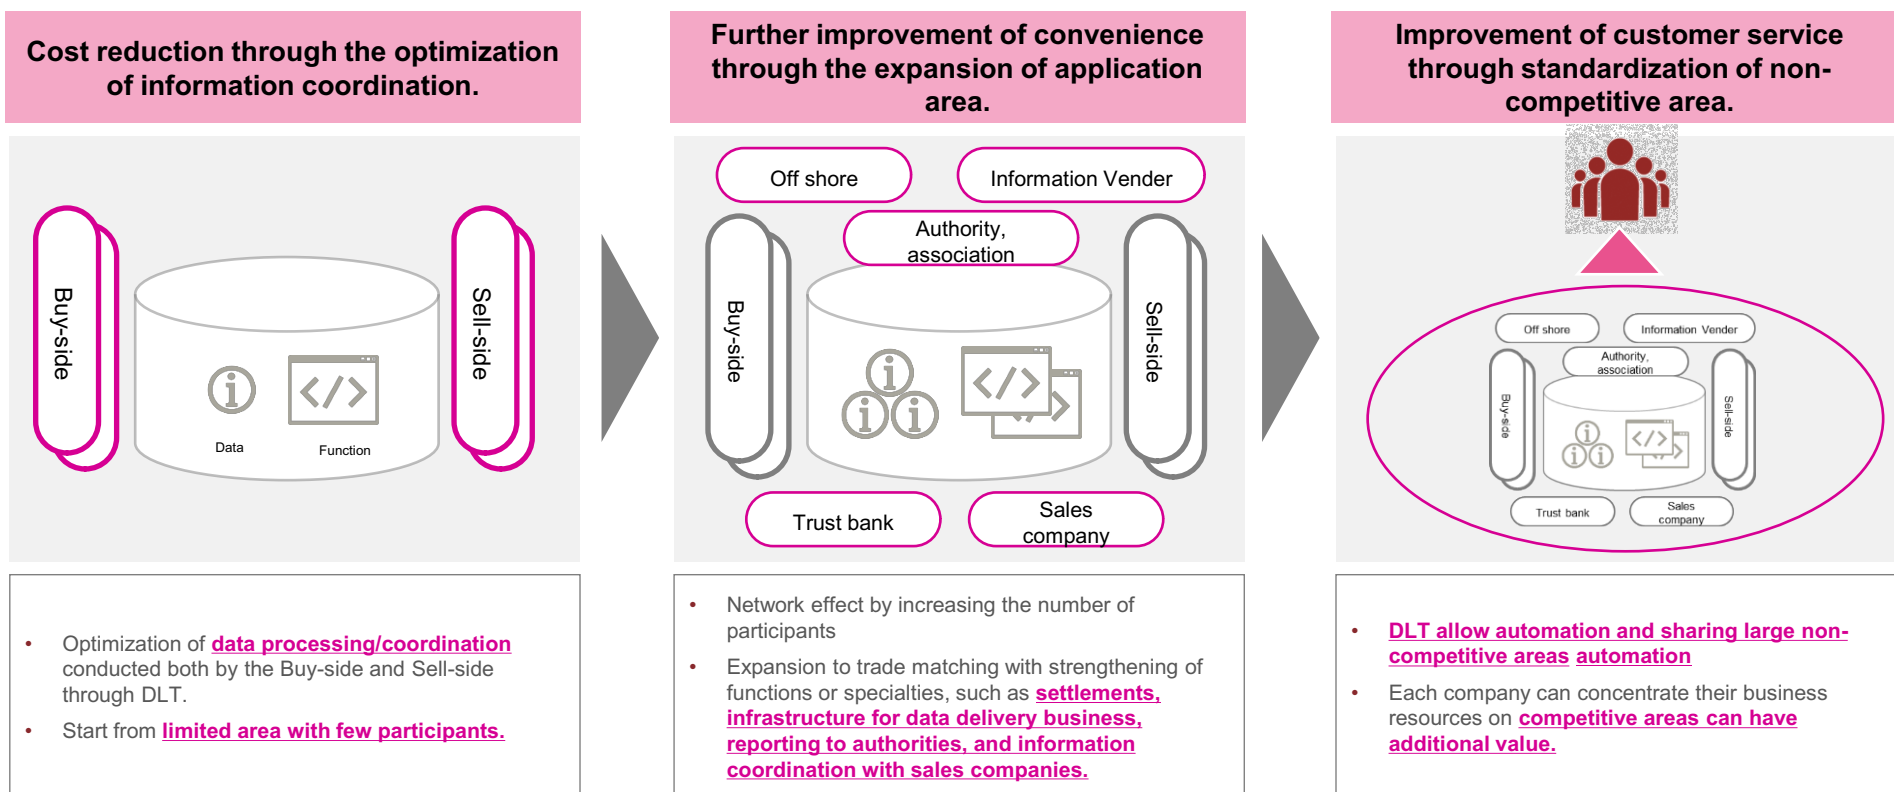 Cost reduction through the optimization
of information coordination.
Buy-side
Sell-side
Data
Function
• Optimization of data processing/coordination
conducted both by the Buy-side and Sell-side
through DLT.
• Start from limited area with few participants.
Further improvement of convenience
through the expansion of application
area.
Off shore
Information Vender
Authority,
association
Buy-side
Sell-side
Trust bank
Sales
company
• Network effect by increasing the number of
participants
• Expansion to trade matching with strengthening of
functions or specialties, such as settlements,
infrastructure for data delivery business,
reporting to authorities, and information
coordination with sales companies.
Improvement of customer service
through standardization of non-
competitive area.
Off shore
Information Vender
Authority,
association
Buy-side
Sell-side
Trust bank
Sales
company
• DLT allow automation and sharing large non-
competitive areas automation
• Each company can concentrate their business
resources on competitive areas can have
additional value.